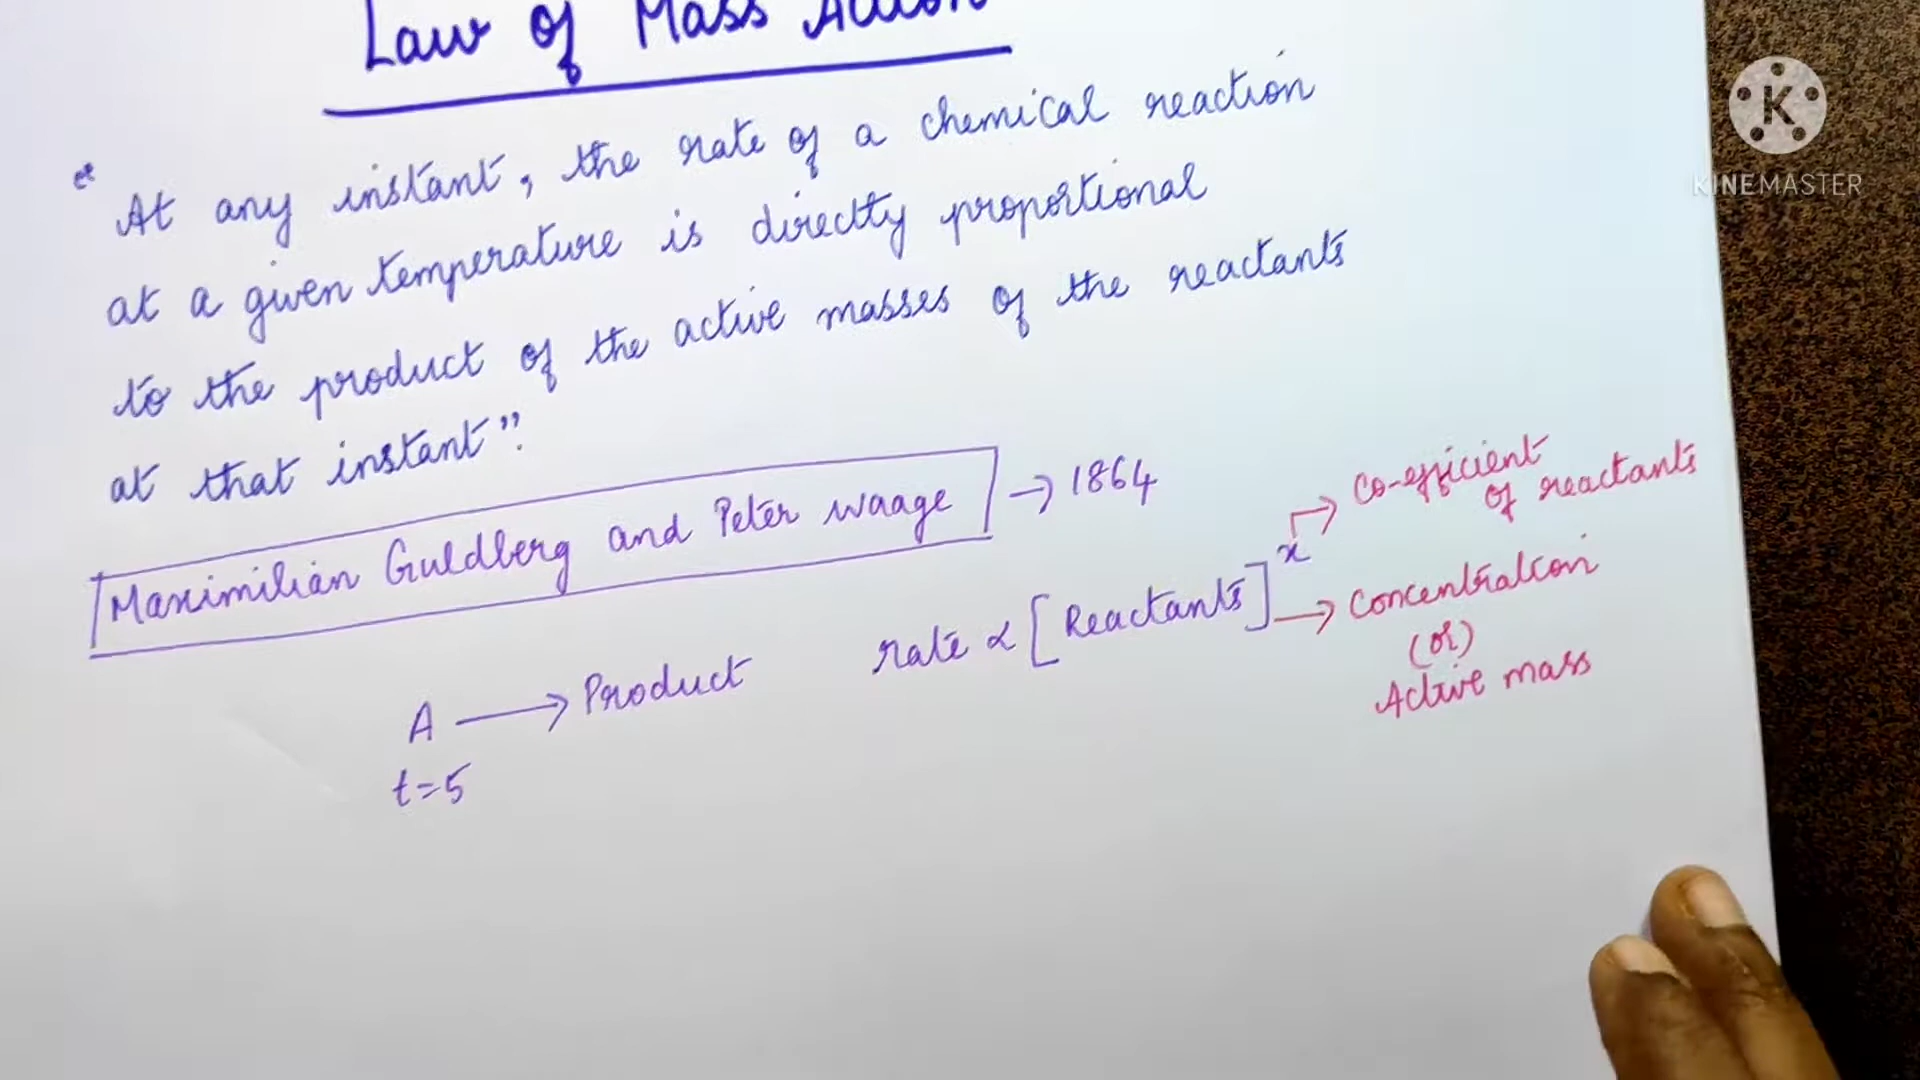 Law of Mass Action
“ At any instant, the rate of a chemical reaction
at a given temperature is directly proportional
to the product of the active masses of the reactants
at that instant”.
Maximilian Guldberg and Peter Waage → 1864
rate ∝ [Reactants]^x
→ Co-efficient
of reactants
→ Concentration
(or)
Active mass
A ⟶ Product
t=5
K
KINEMASTER